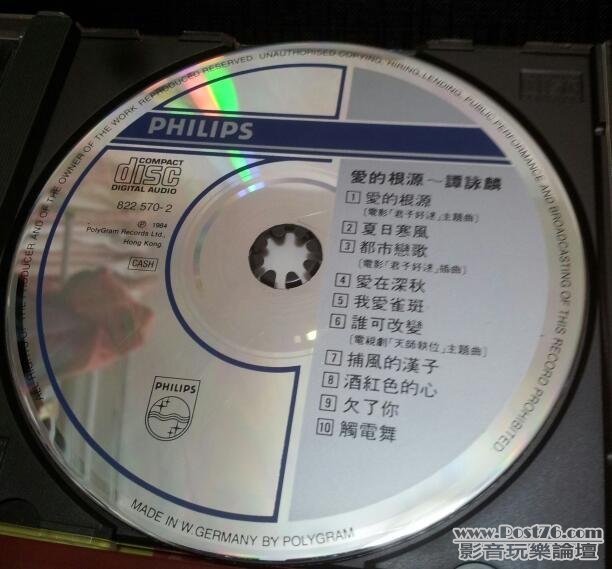 ALL RIGHTS OF THE PRODUCER AND OF THE OWNER OF THE WORK REPRODUCED RESERVED. UNAUTHORISED COPYING, HIRING, LENDING, PUBLIC PERFORMANCE AND BROADCASTING OF THIS RECORD PROHIBITED.
PHILIPS
COMPACT
disc
DIGITAL AUDIO
822 570-2
Ⓟ 1984
PolyGram Records Ltd.,
Hong Kong
CASH
愛的根源～譚詠麟
1 愛的根源
〔電影「君子好逑」主題曲〕
2 夏日寒風
3 都市戀歌
〔電影「君子好逑」插曲〕
4 愛在深秋
5 我愛雀斑
6 誰可改變
〔電視劇「天師執位」主題曲〕
7 捕風的漢子
8 酒紅色的心
9 欠了你
10 觸電舞
PHILIPS
MADE IN W. GERMANY BY POLYGRAM
www.Post76.com
影音玩樂論壇